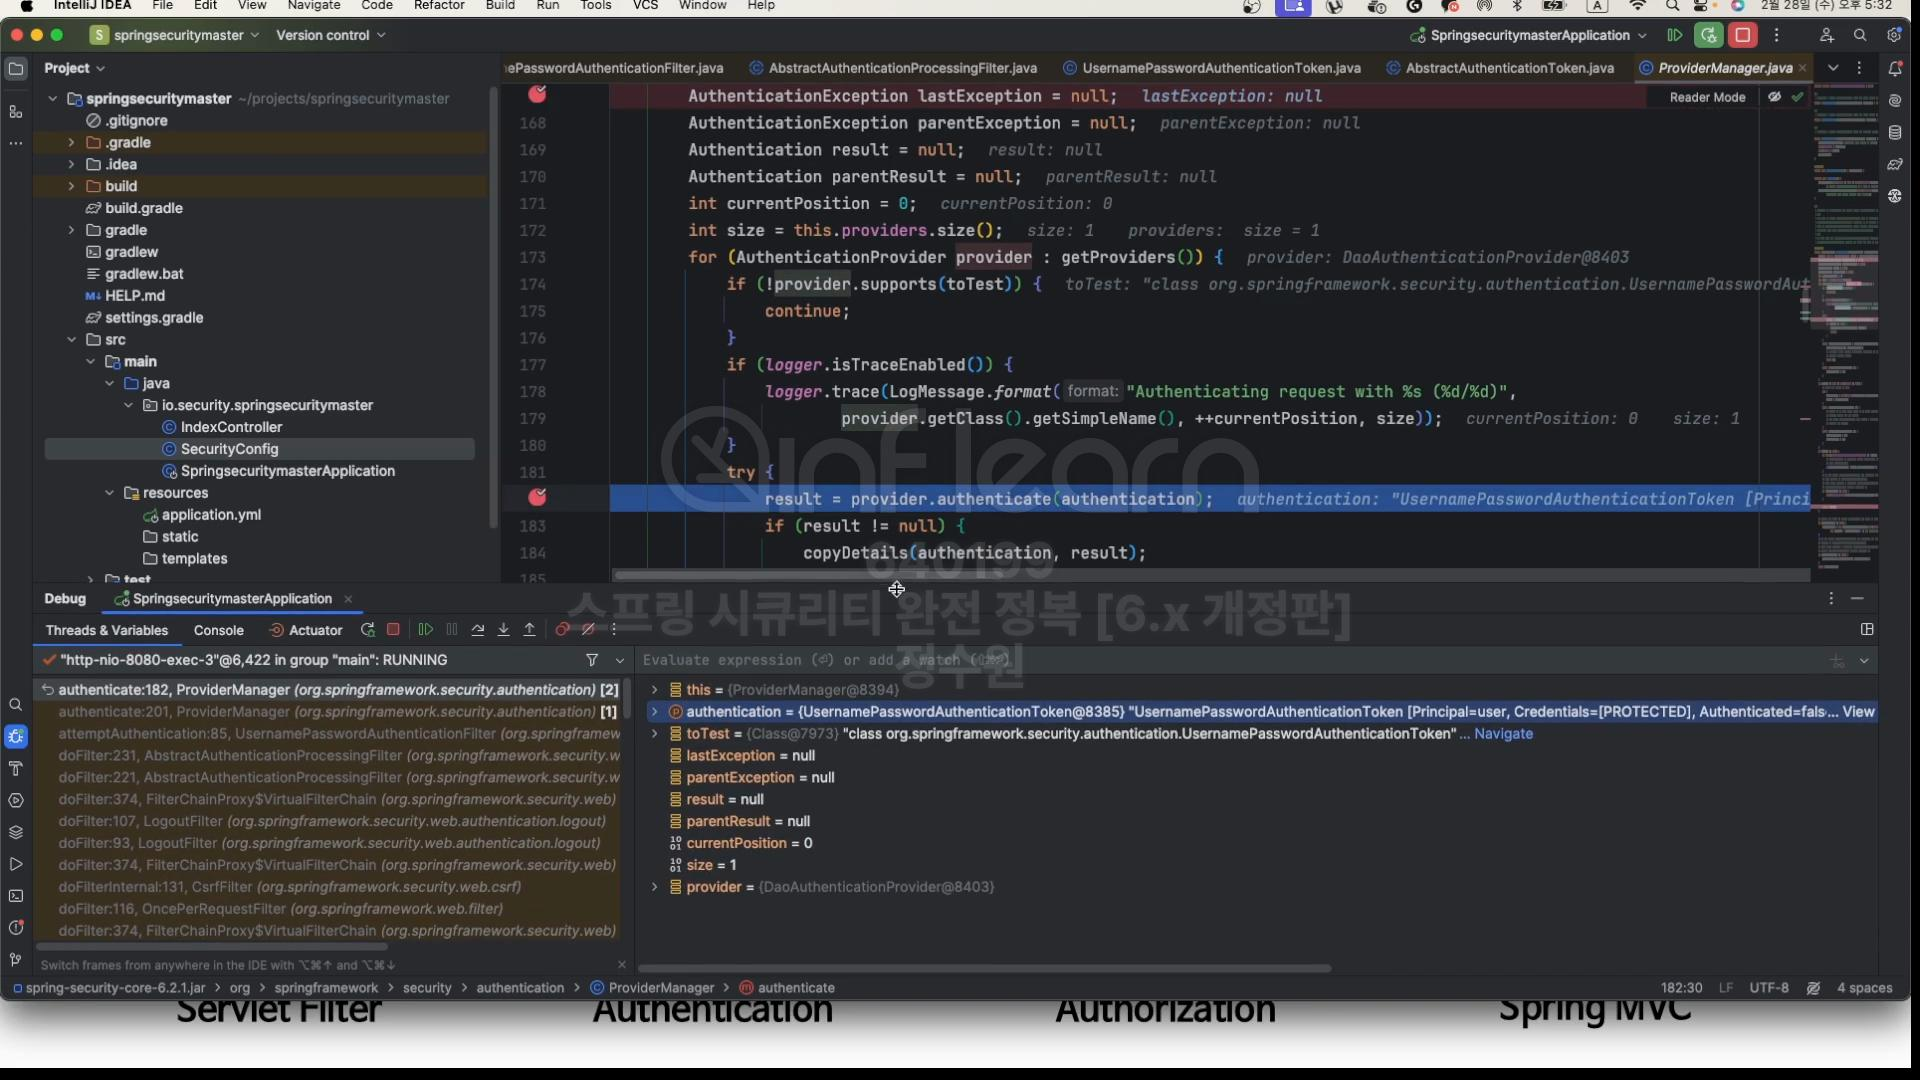 IntelliJ IDEA File Edit View Navigate Code Refactor Build Run Tools VCS Window Help
A 2월 28일 (수) 오후 5:32
S springsecuritymaster Version control SpringsecuritymasterApplication
Project
ePasswordAuthenticationFilter.java AbstractAuthenticationProcessingFilter.java UsernamePasswordAuthenticationToken.java AbstractAuthenticationToken.java ProviderManager.java
springsecuritymaster ~/projects/springsecuritymaster
.gitignore
.gradle
.idea
build
build.gradle
gradle
gradlew
gradlew.bat
HELP.md
settings.gradle
src
main
java
io.security.springsecuritymaster
IndexController
SecurityConfig
SpringsecuritymasterApplication
resources
application.yml
static
templates
test
Reader Mode
AuthenticationException lastException = null; lastException: null
168 AuthenticationException parentException = null; parentException: null
169 Authentication result = null; result: null
170 Authentication parentResult = null; parentResult: null
171 int currentPosition = 0; currentPosition: 0
172 int size = this.providers.size(); size: 1 providers: size = 1
173 for (AuthenticationProvider provider : getProviders()) { provider: DaoAuthenticationProvider@8403
174 if (!provider.supports(toTest)) { toTest: "class org.springframework.security.authentication.UsernamePasswordAut
175 continue;
176 }
177 if (logger.isTraceEnabled()) {
178 logger.trace(LogMessage.format( format: "Authenticating request with %s (%d/%d)",
179 provider.getClass().getSimpleName(), ++currentPosition, size)); currentPosition: 0 size: 1
180 }
181 try {
result = provider.authenticate(authentication); authentication: "UsernamePasswordAuthenticationToken [Princi
183 if (result != null) {
184 copyDetails(authentication, result);
185
inflearn
640199
스프링 시큐리티 완전 정복 [6.x 개정판]
정수원
Debug SpringsecuritymasterApplication
Threads & Variables Console Actuator
"http-nio-8080-exec-3"@6,422 in group "main": RUNNING
authenticate:182, ProviderManager (org.springframework.security.authentication) [2]
authenticate:201, ProviderManager (org.springframework.security.authentication) [1]
attemptAuthentication:85, UsernamePasswordAuthenticationFilter (org.springframew
doFilter:231, AbstractAuthenticationProcessingFilter (org.springframework.security.w
doFilter:221, AbstractAuthenticationProcessingFilter (org.springframework.security.w
doFilter:374, FilterChainProxy$VirtualFilterChain (org.springframework.security.web)
doFilter:107, LogoutFilter (org.springframework.security.web.authentication.logout)
doFilter:93, LogoutFilter (org.springframework.security.web.authentication.logout)
doFilter:374, FilterChainProxy$VirtualFilterChain (org.springframework.security.web)
doFilterInternal:131, CsrfFilter (org.springframework.security.web.csrf)
doFilter:116, OncePerRequestFilter (org.springframework.web.filter)
doFilter:374, FilterChainProxy$VirtualFilterChain (org.springframework.security.web)
Switch frames from anywhere in the IDE with ⌥⌘↑ and ⌥⌘↓
Evaluate expression (⏎) or add a watch (⇧⌘⏎)
this = {ProviderManager@8394}
authentication = {UsernamePasswordAuthenticationToken@8385} "UsernamePasswordAuthenticationToken [Principal=user, Credentials=[PROTECTED], Authenticated=fals... View
toTest = {Class@7973} "class org.springframework.security.authentication.UsernamePasswordAuthenticationToken" ... Navigate
lastException = null
parentException = null
result = null
parentResult = null
currentPosition = 0
size = 1
provider = {DaoAuthenticationProvider@8403}
spring-security-core-6.2.1.jar > org > springframework > security > authentication > ProviderManager > authenticate
182:30 LF UTF-8 4 spaces
Servlet Filter Authentication Authorization Spring MVC